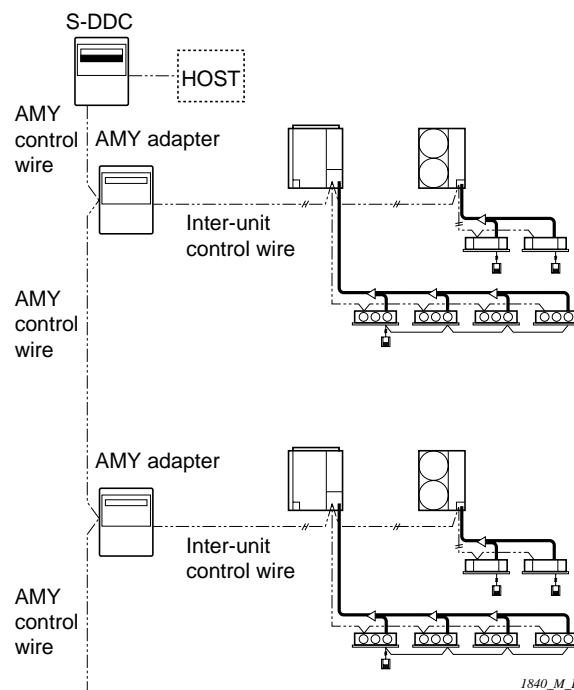 S-DDC
HOST
AMY
control
wire
AMY adapter
Inter-unit
control wire
AMY
control
wire
AMY adapter
Inter-unit
control wire
AMY
control
wire